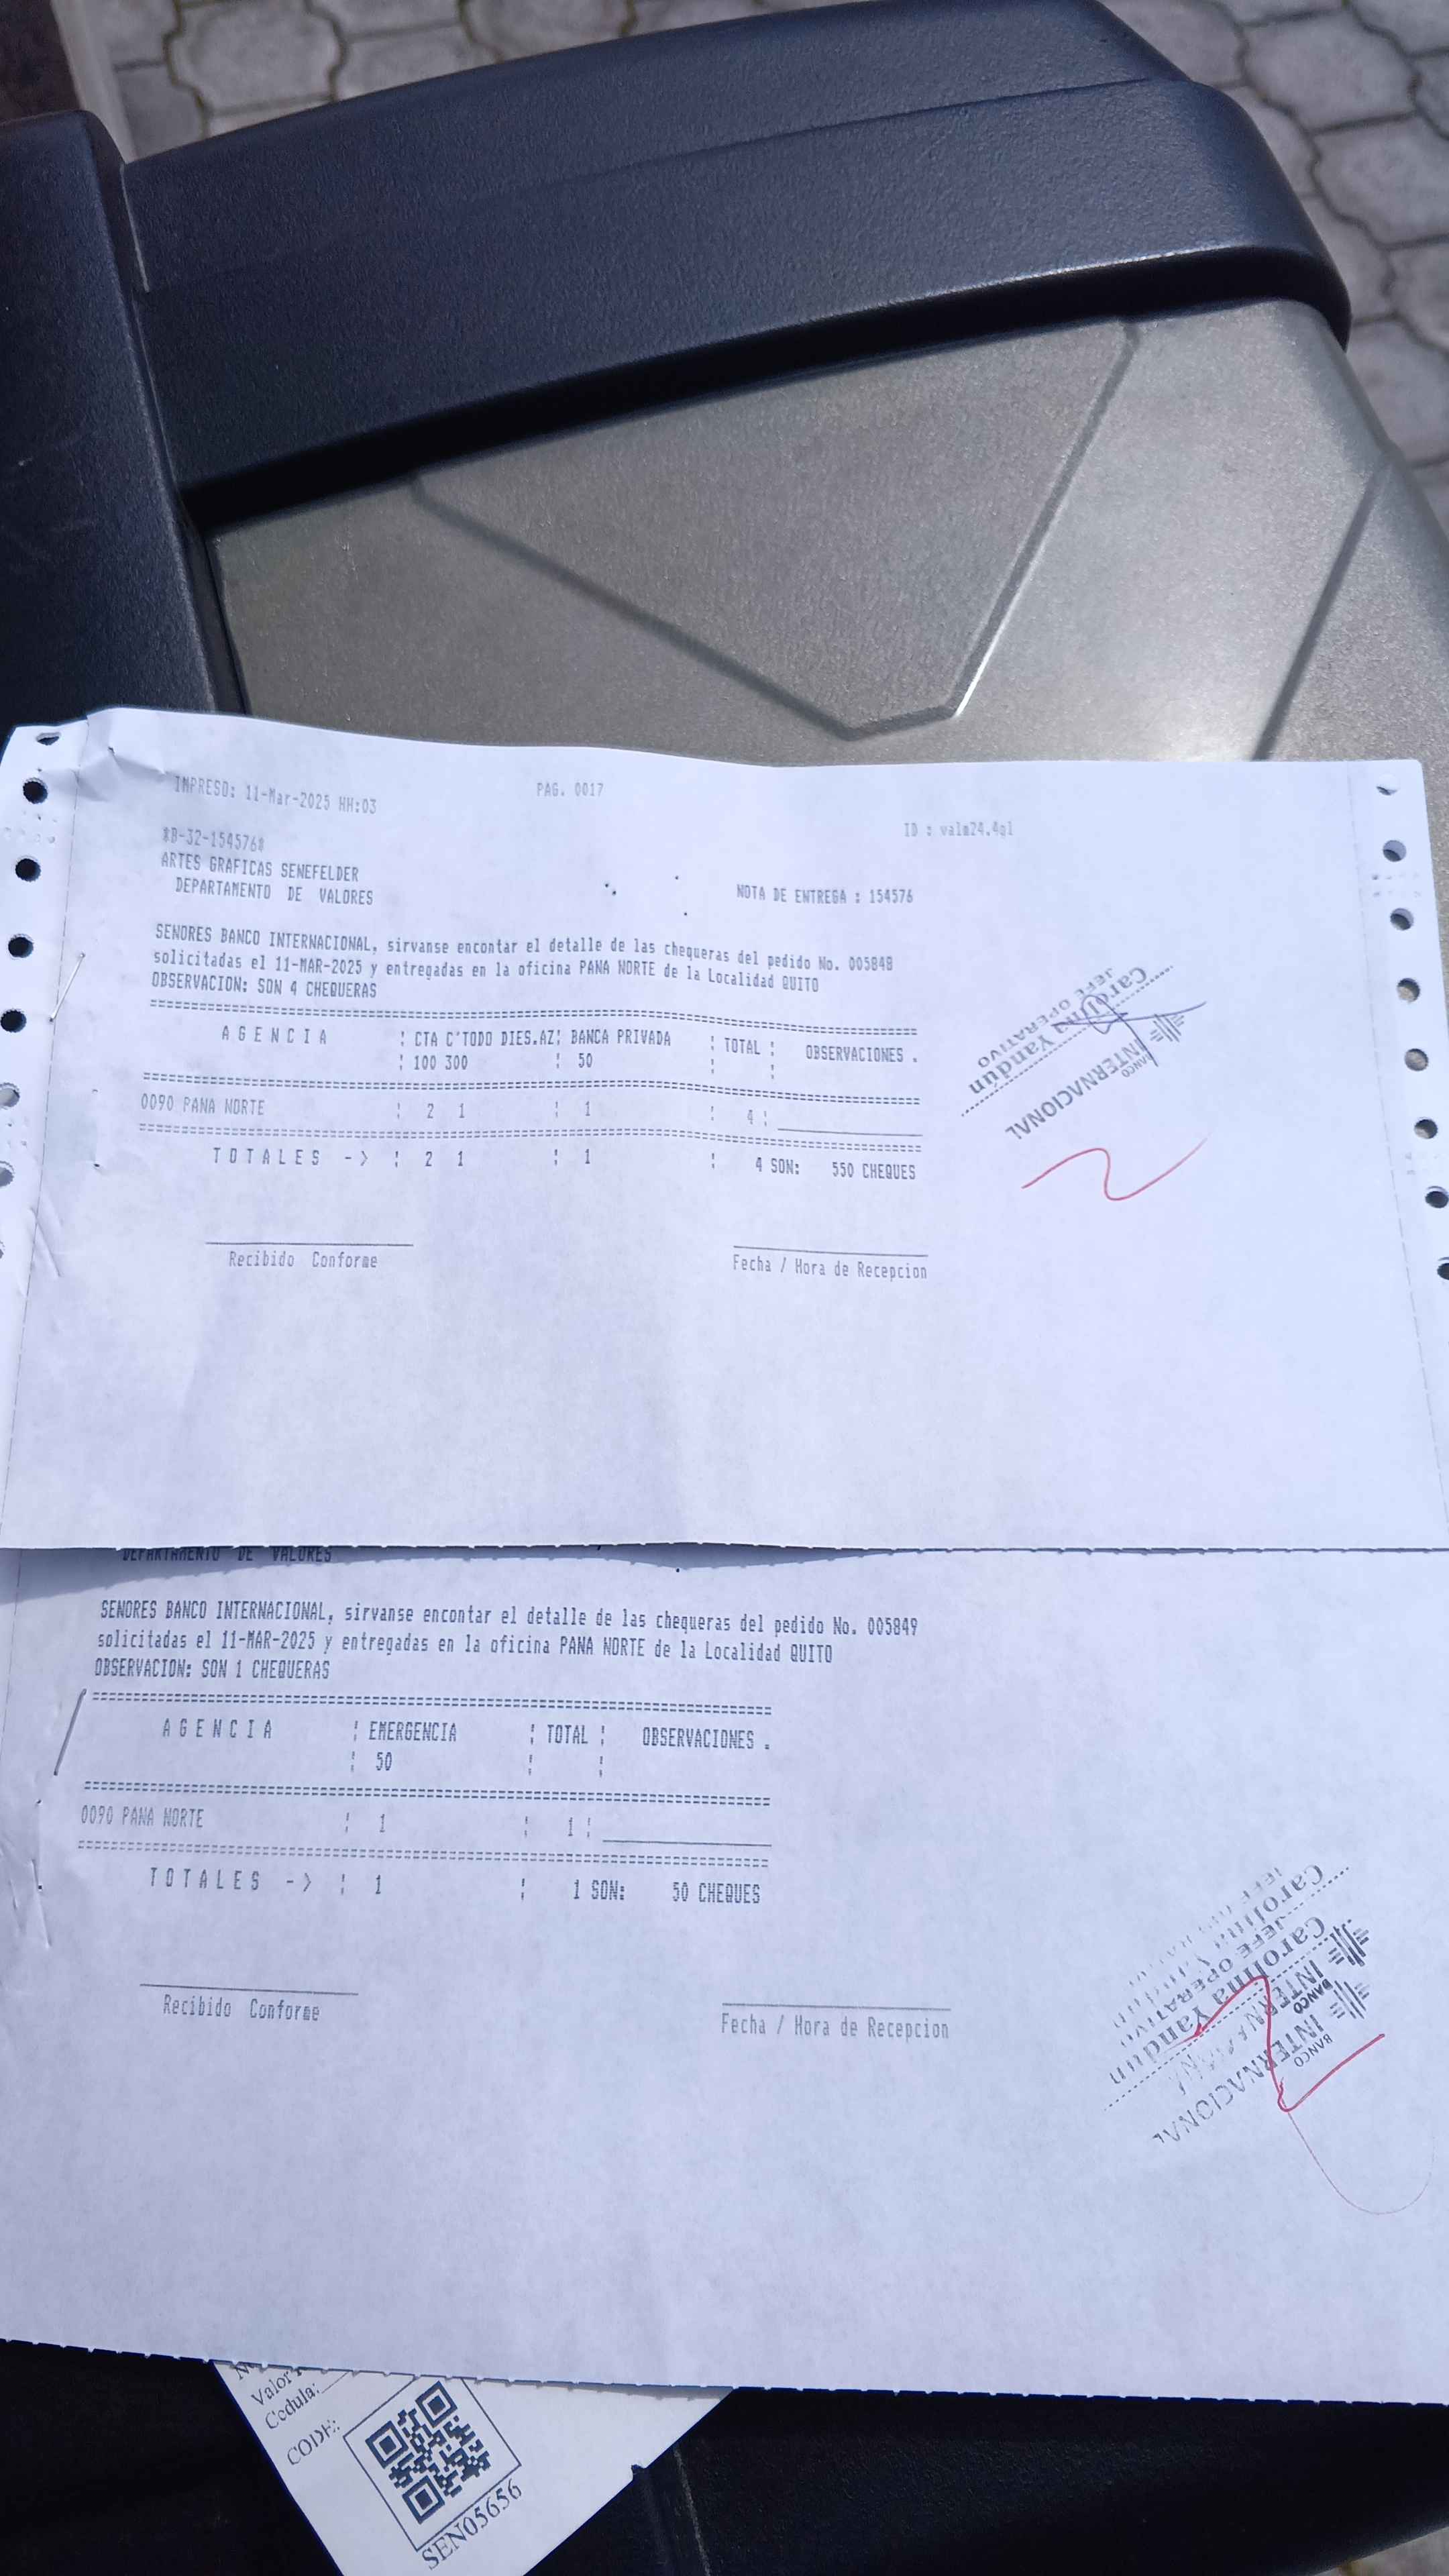 IMPRESO: 11-Mar-2025 HH:03 PAG. 0017
ID : valm24.4gl
*B-32-154576*
ARTES GRAFICAS SENEFELDER
DEPARTAMENTO DE VALORES
NOTA DE ENTREGA : 154576
SENORES BANCO INTERNACIONAL, sirvanse encontar el detalle de las chequeras del pedido No. 005848
solicitadas el 11-MAR-2025 y entregadas en la oficina PANA NORTE de la Localidad QUITO
OBSERVACION: SON 4 CHEQUERAS
A G E N C I A ¦ CTA C'TODO DIES.AZ¦ BANCA PRIVADA ¦ TOTAL ¦ OBSERVACIONES .
¦ 100 300 ¦ 50 ¦ ¦
0090 PANA NORTE ¦ 2 1 ¦ 1 ¦ 4 ¦
T O T A L E S -> ¦ 2 1 ¦ 1 ¦ 4 SON: 550 CHEQUES
Carolina Yandún
JEFE OPERATIVO
BANCO
INTERNACIONAL
Recibido Conforme
Fecha / Hora de Recepcion
DEPARTAMENTO DE VALORES
SENORES BANCO INTERNACIONAL, sirvanse encontar el detalle de las chequeras del pedido No. 005849
solicitadas el 11-MAR-2025 y entregadas en la oficina PANA NORTE de la Localidad QUITO
OBSERVACION: SON 1 CHEQUERAS
A G E N C I A ¦ EMERGENCIA ¦ TOTAL ¦ OBSERVACIONES .
¦ 50 ¦ ¦
0090 PANA NORTE ¦ 1 ¦ 1 ¦
T O T A L E S -> ¦ 1 ¦ 1 SON: 50 CHEQUES
Carolina Yandún
JEFE OPERATIVO
BANCO
INTERNACIONAL
Recibido Conforme
Fecha / Hora de Recepcion
Valor
Cedula:
CODE:
SEN05656